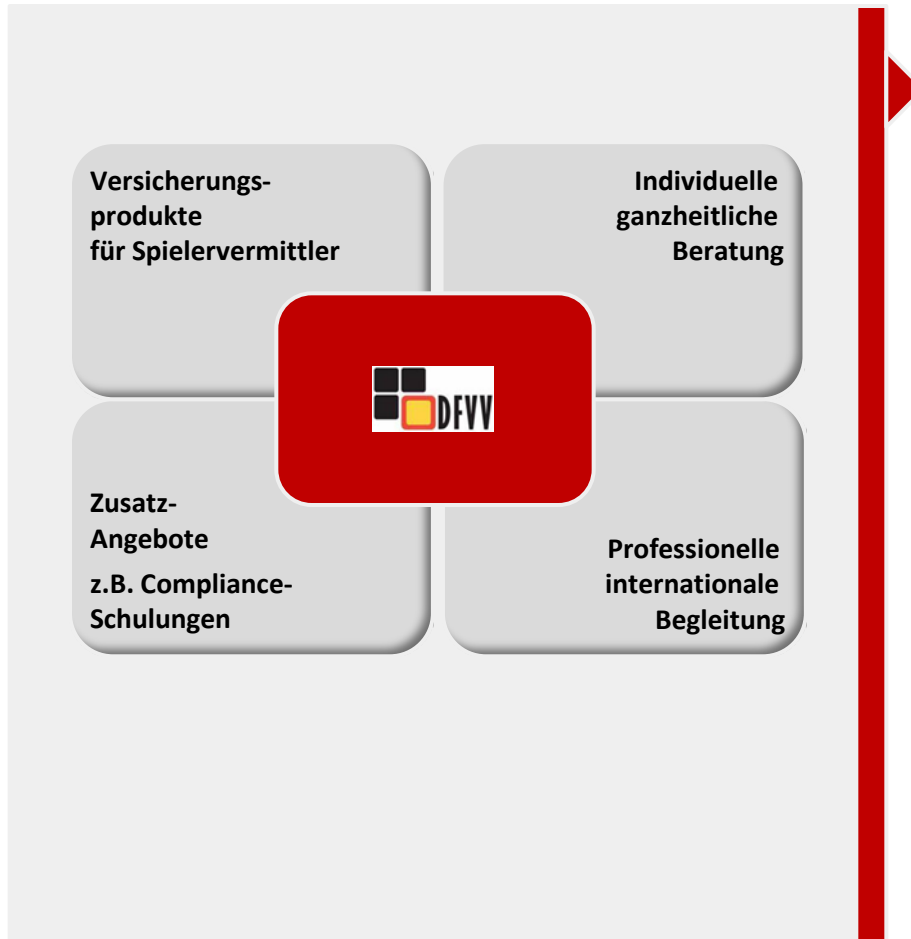 Versicherungs-
produkte
für Spielervermittler
Individuelle
ganzheitliche
Beratung
DFVV
Zusatz-
Angebote
z.B. Compliance-
Schulungen
Professionelle
internationale
Begleitung